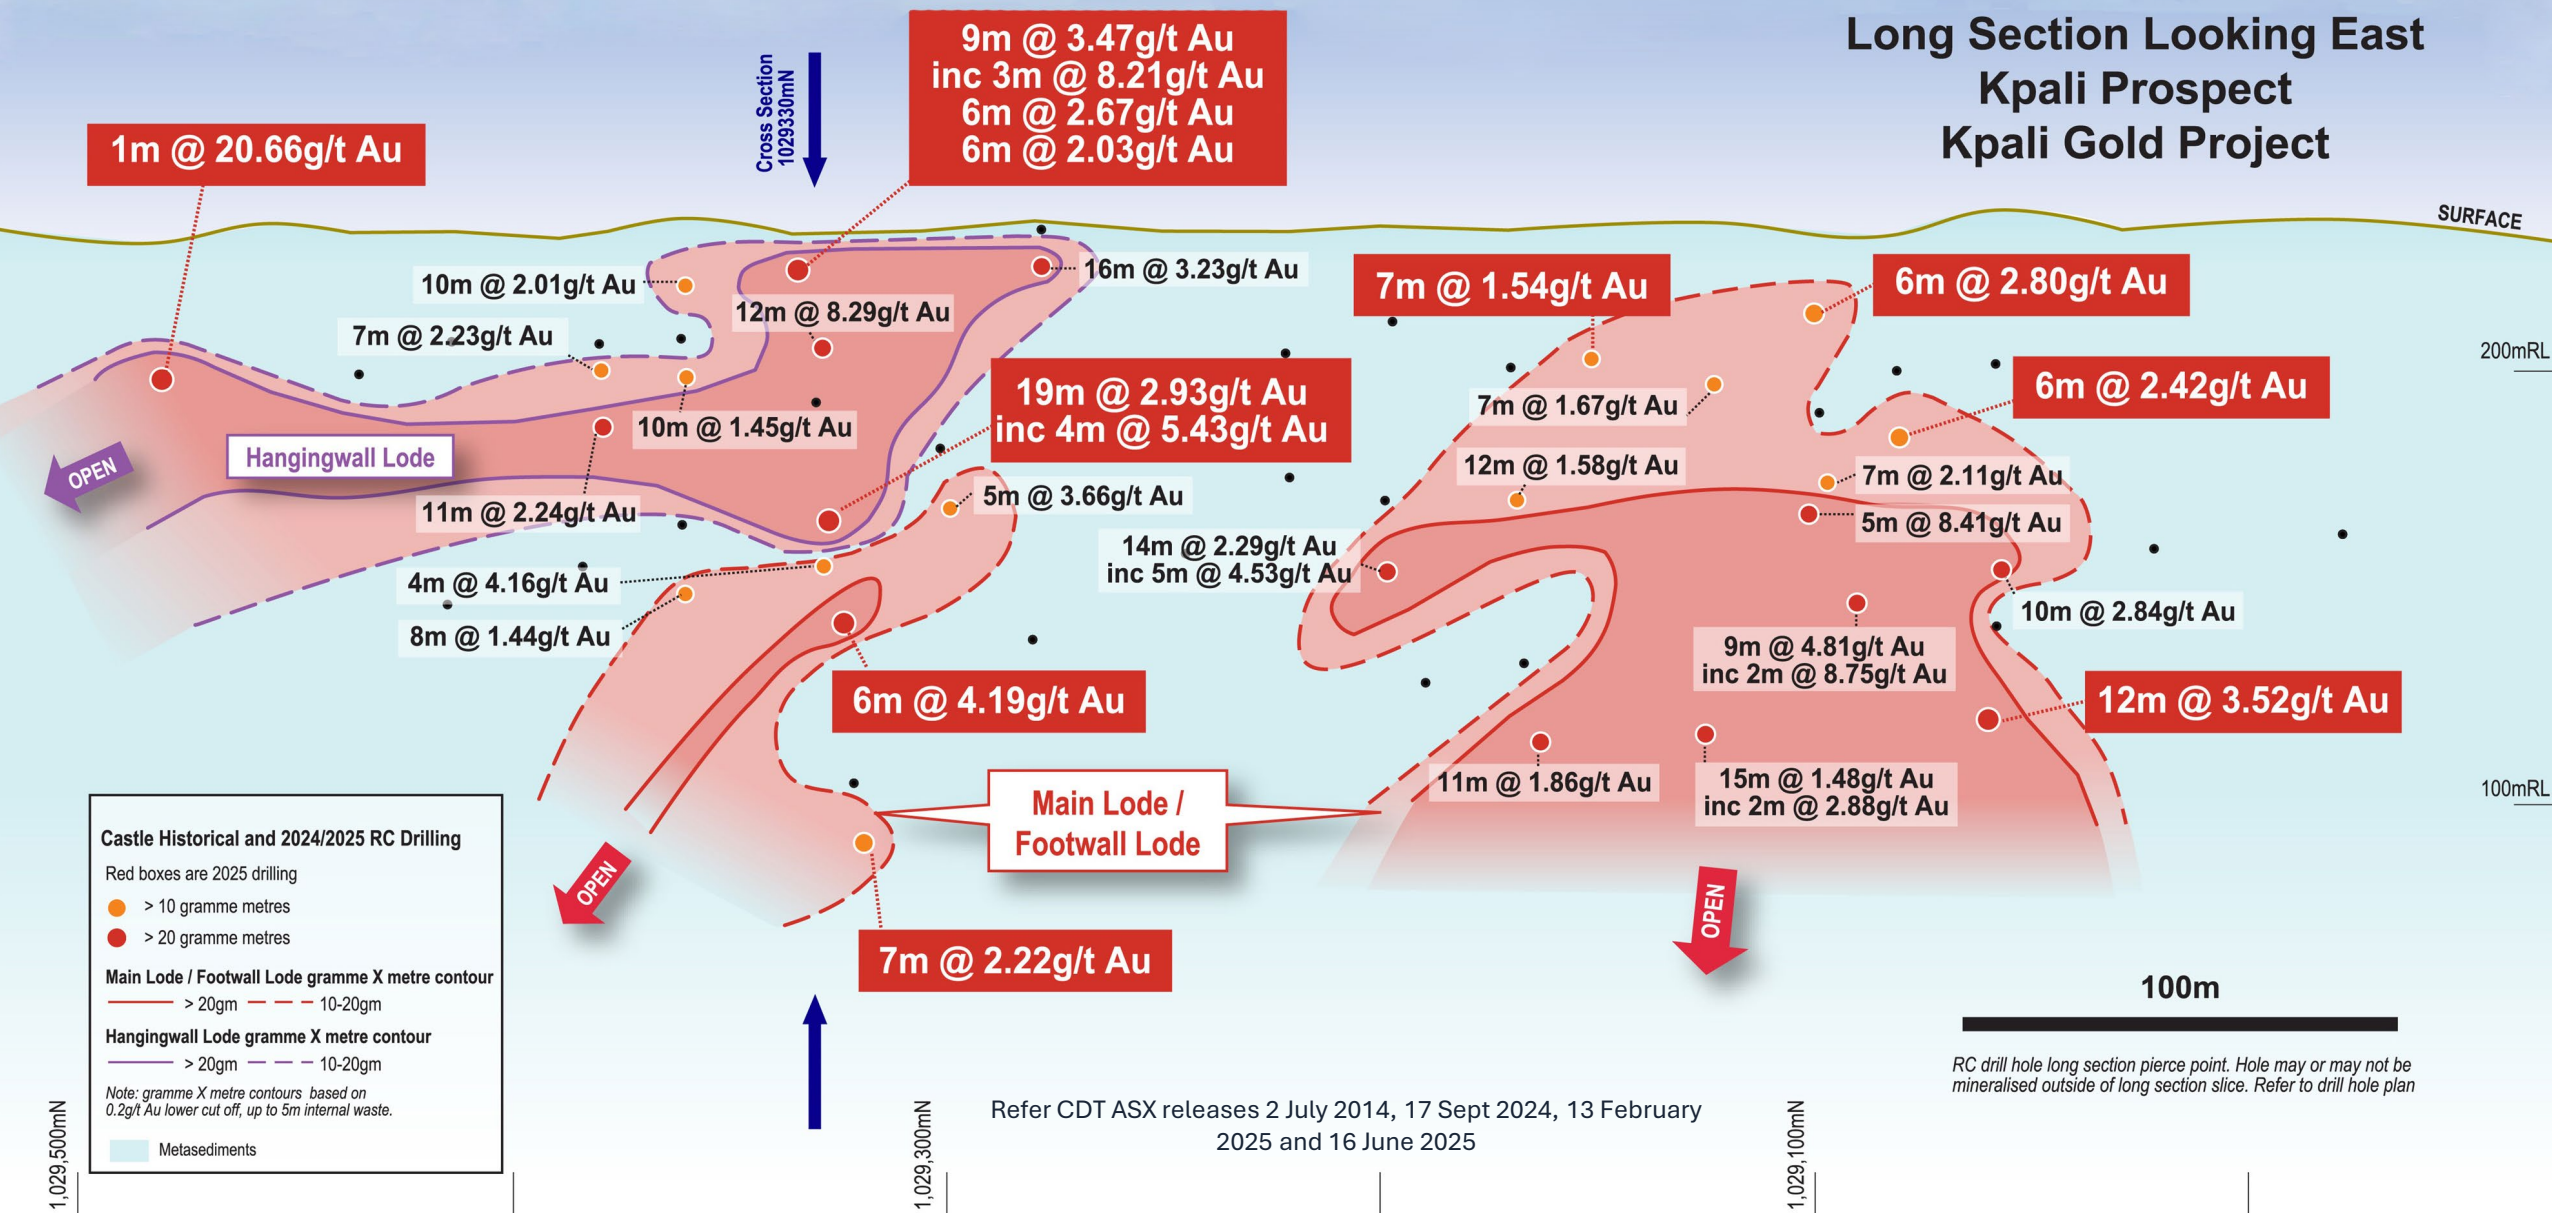 Long Section Looking East
Kpali Prospect
Kpali Gold Project
9m @ 3.47g/t Au
inc 3m @ 8.21g/t Au
6m @ 2.67g/t Au
6m @ 2.03g/t Au
Cross Section
1029330mN
1m @ 20.66g/t Au
SURFACE
10m @ 2.01g/t Au
16m @ 3.23g/t Au
7m @ 1.54g/t Au
6m @ 2.80g/t Au
12m @ 8.29g/t Au
7m @ 2.23g/t Au
200mRL
19m @ 2.93g/t Au
inc 4m @ 5.43g/t Au
6m @ 2.42g/t Au
7m @ 1.67g/t Au
10m @ 1.45g/t Au
Hangingwall Lode
OPEN
12m @ 1.58g/t Au
7m @ 2.11g/t Au
5m @ 3.66g/t Au
11m @ 2.24g/t Au
5m @ 8.41g/t Au
14m @ 2.29g/t Au
inc 5m @ 4.53g/t Au
4m @ 4.16g/t Au
10m @ 2.84g/t Au
8m @ 1.44g/t Au
9m @ 4.81g/t Au
inc 2m @ 8.75g/t Au
6m @ 4.19g/t Au
12m @ 3.52g/t Au
11m @ 1.86g/t Au
15m @ 1.48g/t Au
inc 2m @ 2.88g/t Au
100mRL
Main Lode /
Footwall Lode
OPEN
OPEN
7m @ 2.22g/t Au
Castle Historical and 2024/2025 RC Drilling
Red boxes are 2025 drilling
> 10 gramme metres
> 20 gramme metres
Main Lode / Footwall Lode gramme X metre contour
> 20gm 10-20gm
Hangingwall Lode gramme X metre contour
> 20gm 10-20gm
Note: gramme X metre contours based on
0.2g/t Au lower cut off, up to 5m internal waste.
Metasediments
100m
RC drill hole long section pierce point. Hole may or may not be
mineralised outside of long section slice. Refer to drill hole plan
Refer CDT ASX releases 2 July 2014, 17 Sept 2024, 13 February
2025 and 16 June 2025
1,029,500mN
1,029,300mN
1,029,100mN